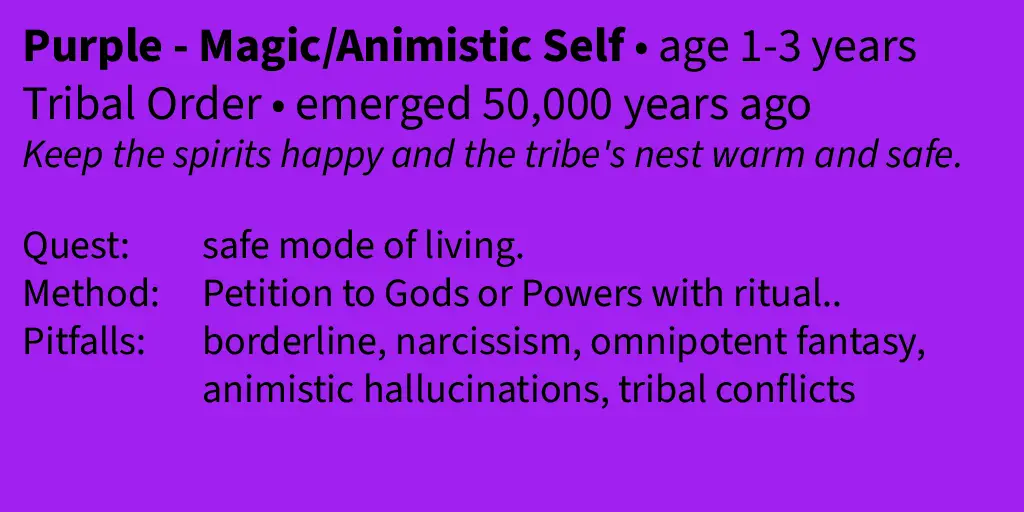 Purple - Magic/Animistic Self • age 1-3 years
Tribal Order • emerged 50,000 years ago
Keep the spirits happy and the tribe's nest warm and safe.
Quest: safe mode of living.
Method: Petition to Gods or Powers with ritual..
Pitfalls: borderline, narcissism, omnipotent fantasy,
animistic hallucinations, tribal conflicts